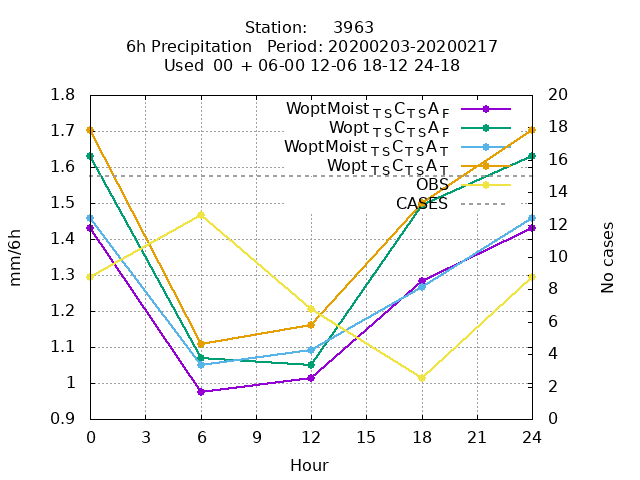 Station: 3963
6h Precipitation Period: 20200203-20200217
Used 00 + 06-00 12-06 18-12 24-18
WoptMoist TS C TS A F
Wopt TS C TS A F
WoptMoist TS C TS A T
Wopt TS C TS A T
OBS
CASES
1.8
1.7
1.6
1.5
1.4
1.3
1.2
1.1
1
0.9
20
18
16
14
12
10
8
6
4
2
0
mm/6h
No cases
0 3 6 9 12 15 18 21 24
Hour